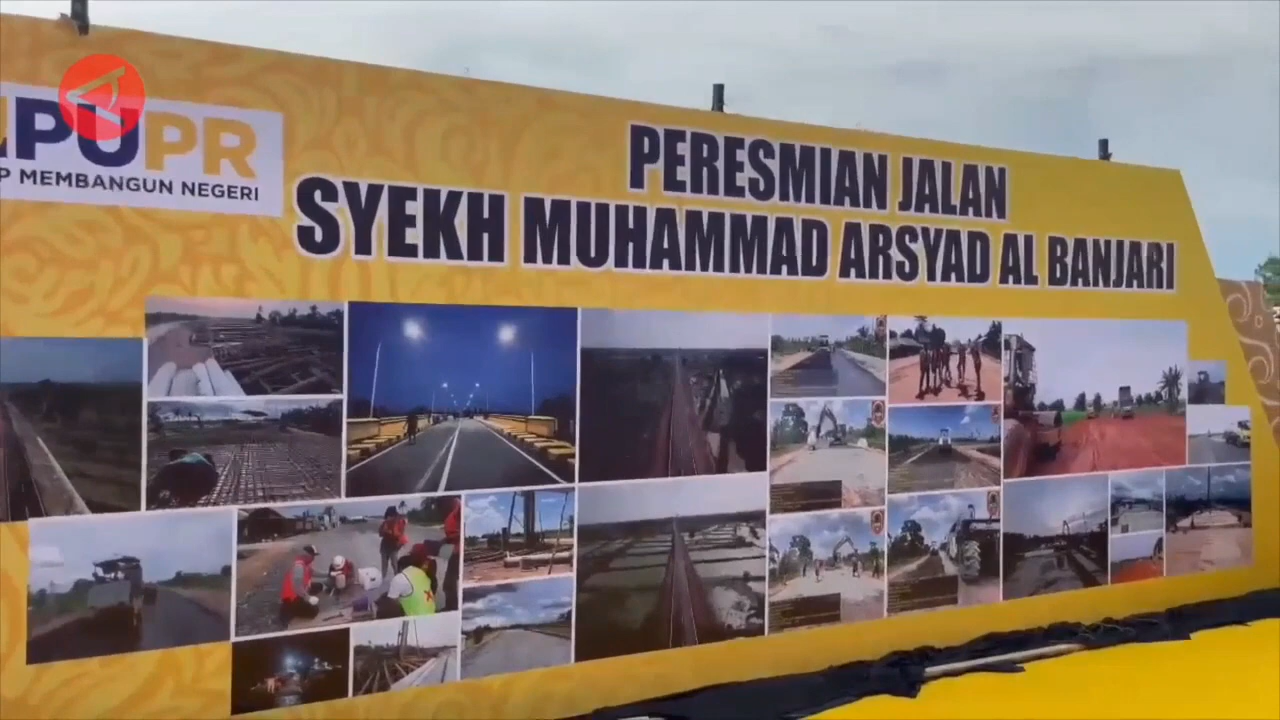 PUPR
MEMBANGUN NEGERI
PERESMIAN JALAN
SYEKH MUHAMMAD ARSYAD AL BANJARI